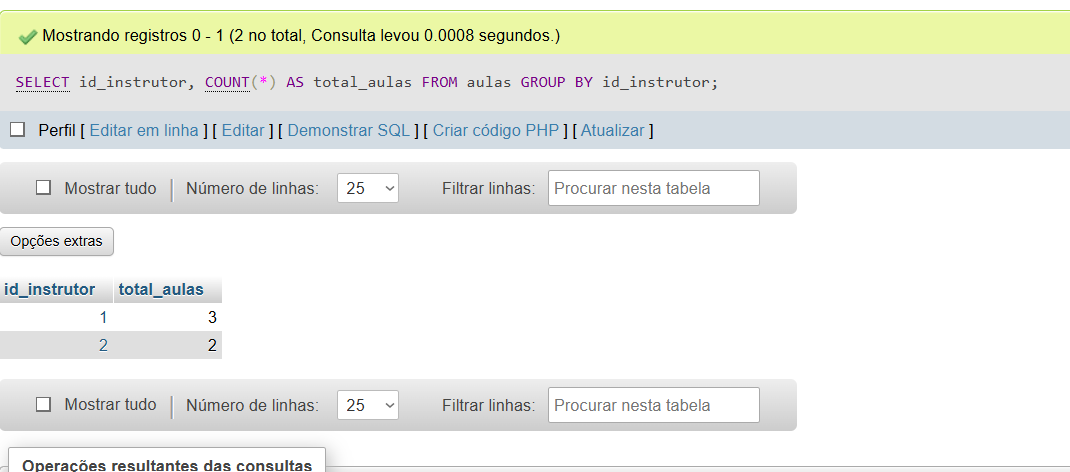 Mostrando registros 0 - 1 (2 no total, Consulta levou 0.0008 segundos.)
SELECT id_instrutor, COUNT(*) AS total_aulas FROM aulas GROUP BY id_instrutor;
Perfil [ Editar em linha ] [ Editar ] [ Demonstrar SQL ] [ Criar código PHP ] [ Atualizar ]
Mostrar tudo | Número de linhas: 25 Filtrar linhas: Procurar nesta tabela
Opções extras
id_instrutor total_aulas
1 3
2 2
Mostrar tudo | Número de linhas: 25 Filtrar linhas: Procurar nesta tabela
Operações resultantes das consultas